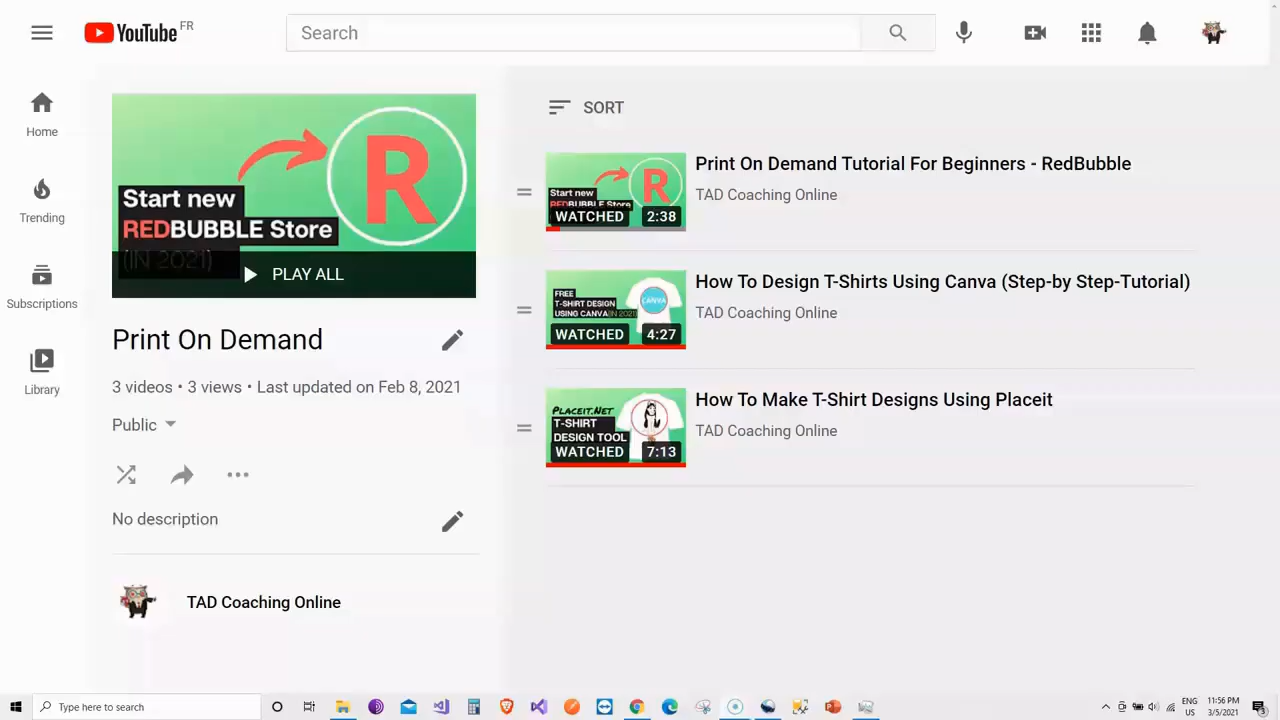 YouTube FR
Search
Home
Trending
Subscriptions
Library
Start new
REDBUBBLE Store
(IN 2021)
R
PLAY ALL
Print On Demand
3 videos • 3 views • Last updated on Feb 8, 2021
Public
No description
TAD Coaching Online
SORT
Start new
REDBUBBLE Store
R
WATCHED
2:38
Print On Demand Tutorial For Beginners - RedBubble
TAD Coaching Online
FREE
T-SHIRT DESIGN
USING CANVA (IN 2021)
CANVA
WATCHED
4:27
How To Design T-Shirts Using Canva (Step-by Step-Tutorial)
TAD Coaching Online
PLACEIT.NET
T-SHIRT
DESIGN TOOL
WATCHED
7:13
How To Make T-Shirt Designs Using Placeit
TAD Coaching Online
Type here to search
ENG
US
11:56 PM
3/5/2021
3